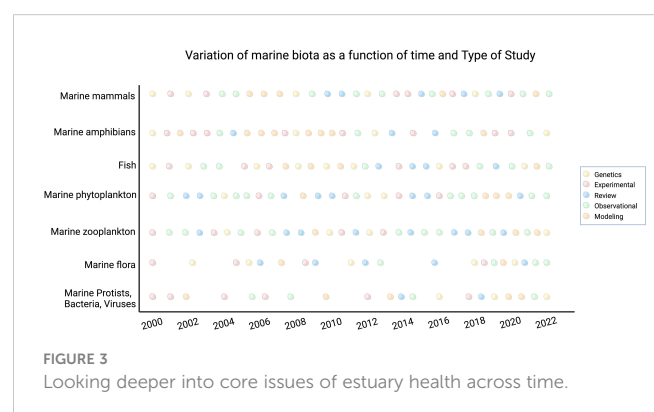 Variation of marine biota as a function of time and Type of Study
Marine mammals
Marine amphibians
Fish
Marine phytoplankton
Marine zooplankton
Marine flora
Marine Protists,
Bacteria, Viruses
Genetics
Experimental
Review
Observational
Modeling
2000 2002 2004 2006 2008 2010 2012 2014 2016 2018 2020 2022
FIGURE 3
Looking deeper into core issues of estuary health across time.